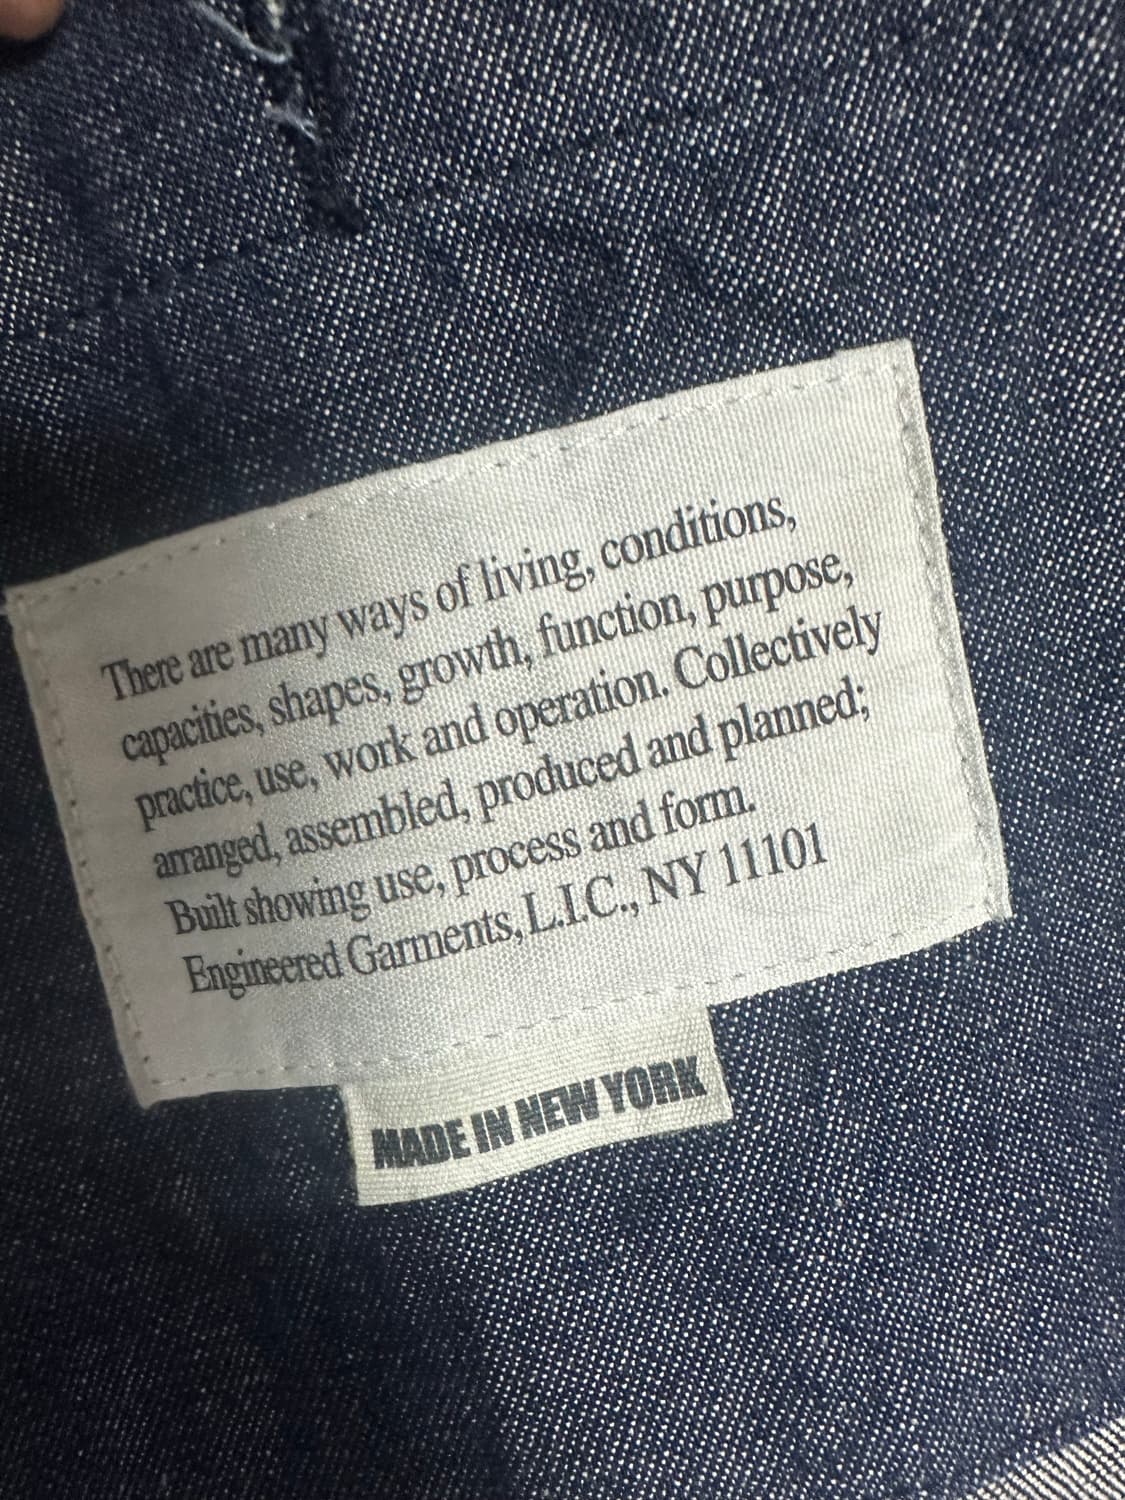 There are many ways of living, conditions,
capacities, shapes, growth, function, purpose,
practice, use, work and operation. Collectively
arranged, assembled, produced and planned;
Built showing use, process and form.
Engineered Garments, L.I.C., NY 11101
MADE IN NEW YORK